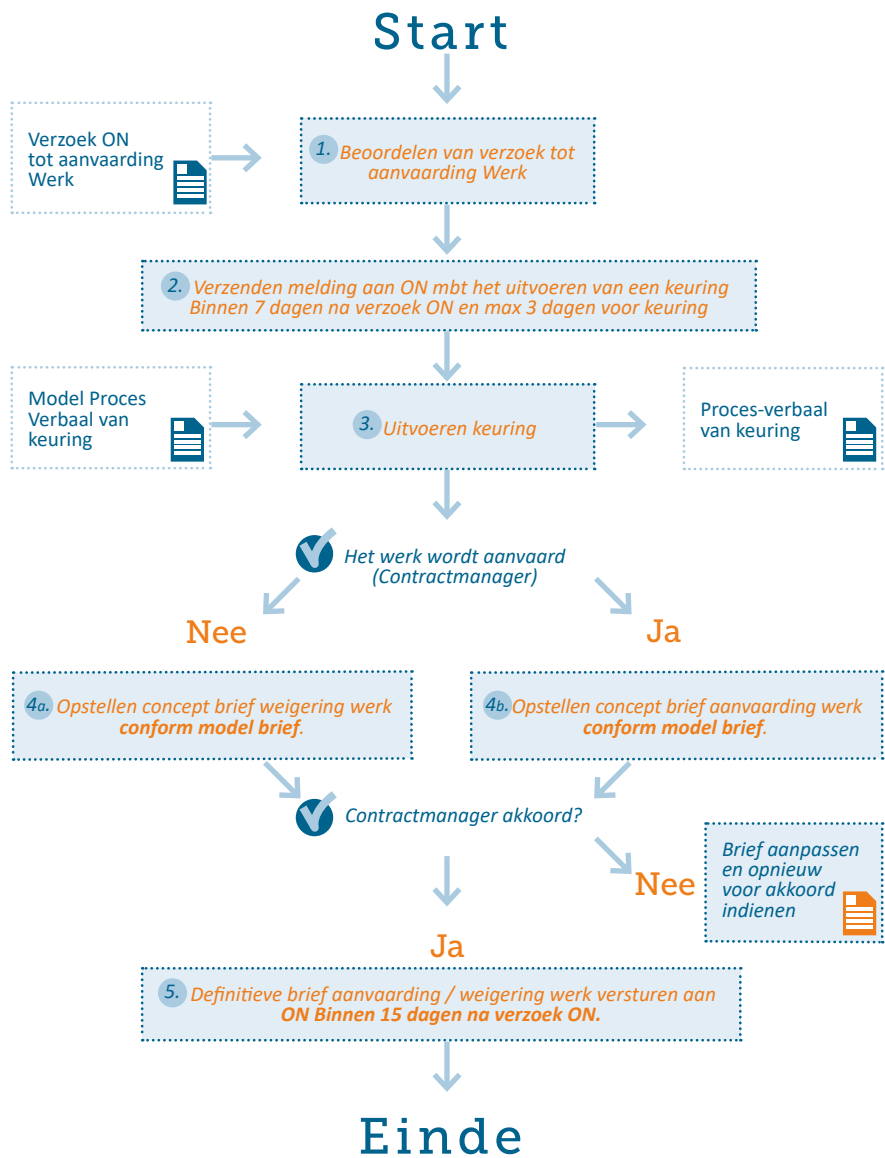 Start
Verzoek ON
tot aanvaarding
Werk
1. Beoordelen van verzoek tot
aanvaarding Werk
2. Verzenden melding aan ON mbt het uitvoeren van een keuring
Binnen 7 dagen na verzoek ON en max 3 dagen voor keuring
Model Proces
Verbaal van
keuring
3. Uitvoeren keuring
Proces-verbaal
van keuring
Het werk wordt aanvaard
(Contractmanager)
Nee
Ja
4a. Opstellen concept brief weigering werk
conform model brief.
4b. Opstellen concept brief aanvaarding werk
conform model brief.
Contractmanager akkoord?
Nee
Brief aanpassen
en opnieuw
voor akkoord
indienen
Ja
5. Definitieve brief aanvaarding / weigering werk versturen aan
ON Binnen 15 dagen na verzoek ON.
Einde